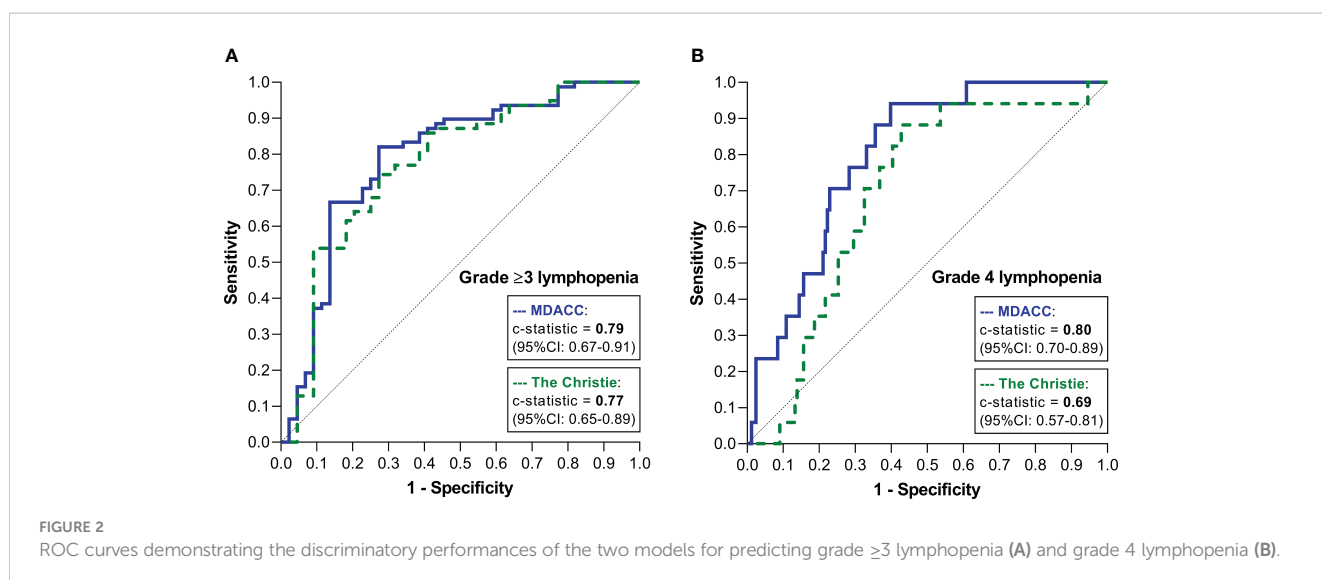 A
1.0
0.9
0.8
0.7
0.6
0.5
0.4
0.3
0.2
0.1
0.0
Sensitivity
0.0 0.1 0.2 0.3 0.4 0.5 0.6 0.7 0.8 0.9 1.0
1 - Specificity
Grade ≥3 lymphopenia
--- MDACC:
c-statistic = 0.79
(95%CI: 0.67-0.91)
--- The Christie:
c-statistic = 0.77
(95%CI: 0.65-0.89)
B
1.0
0.9
0.8
0.7
0.6
0.5
0.4
0.3
0.2
0.1
0.0
Sensitivity
0.0 0.1 0.2 0.3 0.4 0.5 0.6 0.7 0.8 0.9 1.0
1 - Specificity
Grade 4 lymphopenia
--- MDACC:
c-statistic = 0.80
(95%CI: 0.70-0.89)
--- The Christie:
c-statistic = 0.69
(95%CI: 0.57-0.81)
FIGURE 2
ROC curves demonstrating the discriminatory performances of the two models for predicting grade ≥3 lymphopenia (A) and grade 4 lymphopenia (B).